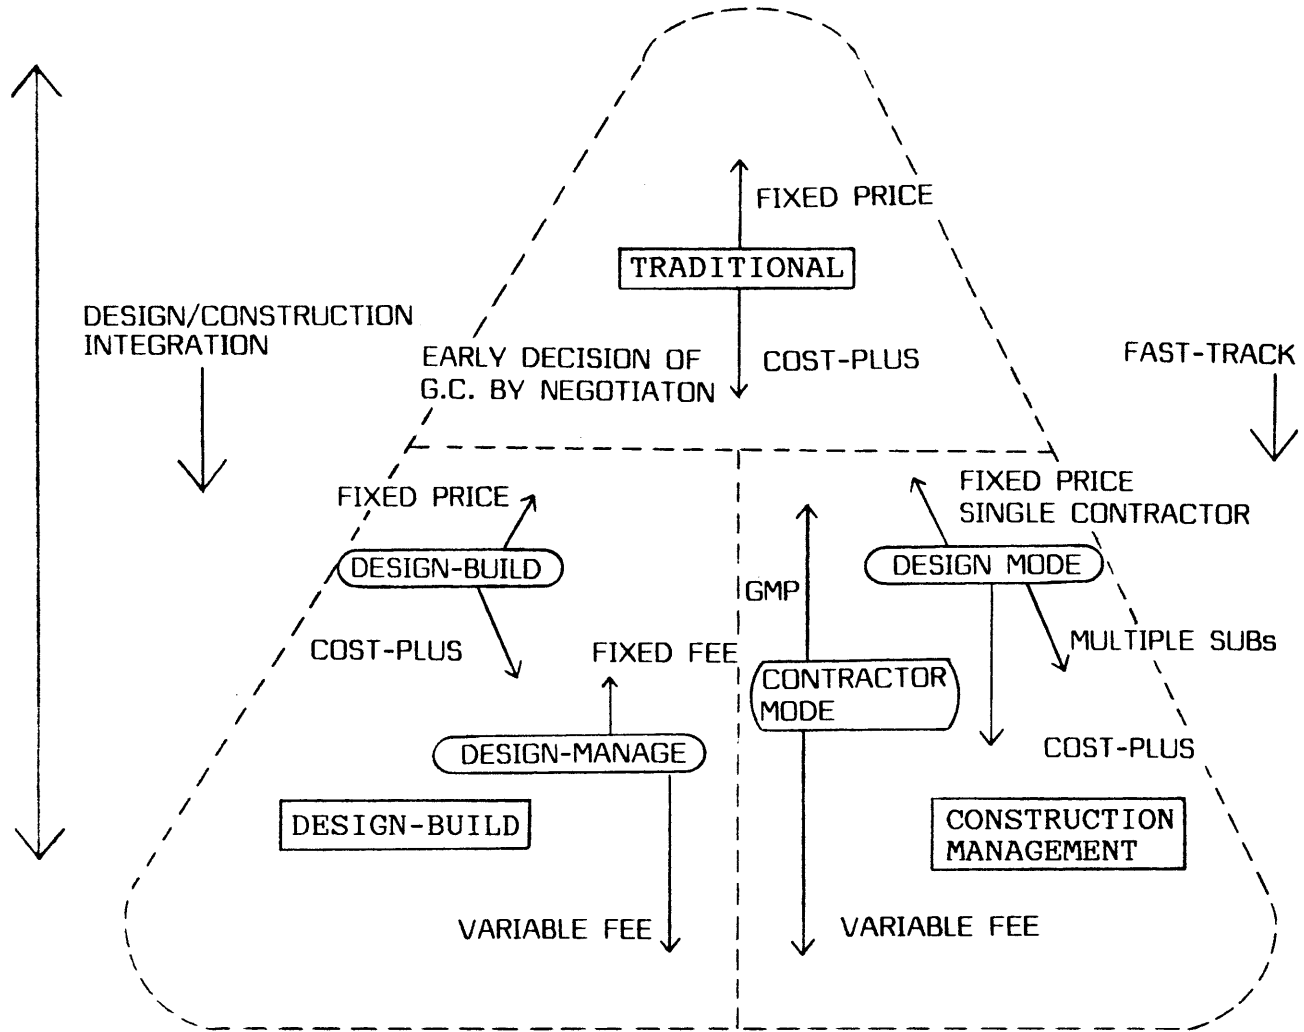 FIXED PRICE
TRADITIONAL
DESIGN/CONSTRUCTION
INTEGRATION
EARLY DECISION OF
G.C. BY NEGOTIATON
COST-PLUS
FAST-TRACK
FIXED PRICE
DESIGN-BUILD
COST-PLUS
FIXED FEE
DESIGN-MANAGE
DESIGN-BUILD
VARIABLE FEE
FIXED PRICE
SINGLE CONTRACTOR
DESIGN MODE
GMP
MULTIPLE SUBs
CONTRACTOR
MODE
COST-PLUS
CONSTRUCTION
MANAGEMENT
VARIABLE FEE